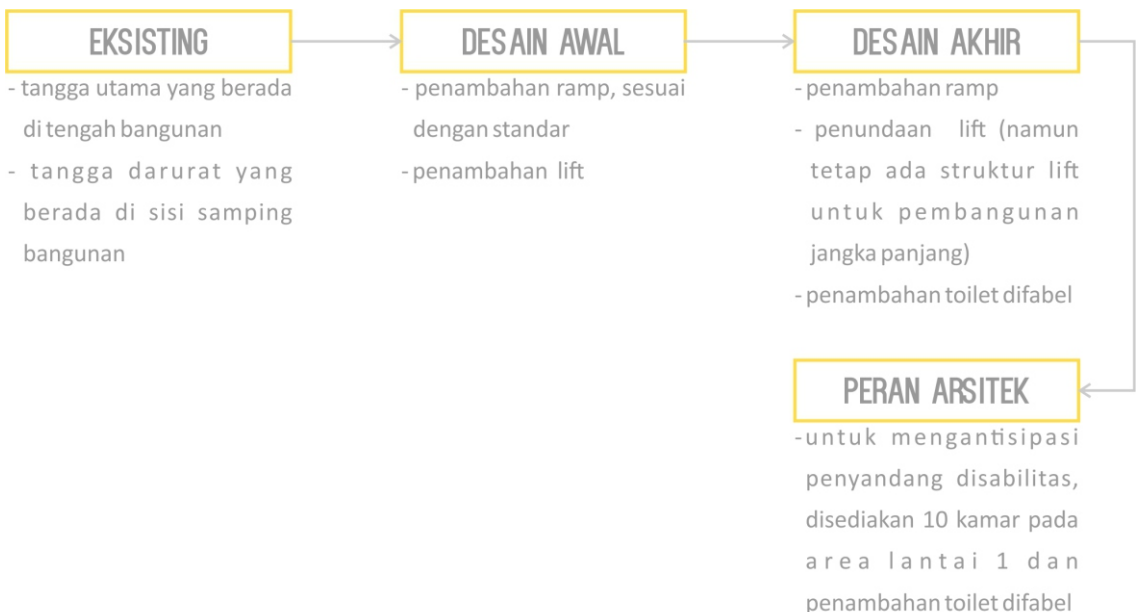 EKSISTING
- tangga utama yang berada
di tengah bangunan
- tangga darurat yang
berada di sisi samping
bangunan
DESAIN AWAL
- penambahan ramp, sesuai
dengan standar
- penambahan lift
DESAIN AKHIR
- penambahan ramp
- penundaan lift (namun
tetap ada struktur lift
untuk pembangunan
jangka panjang)
- penambahan toilet difabel
PERAN ARSITEK
- untuk mengantisipasi
penyandang disabilitas,
disediakan 10 kamar pada
area lantai 1 dan
penambahan toilet difabel